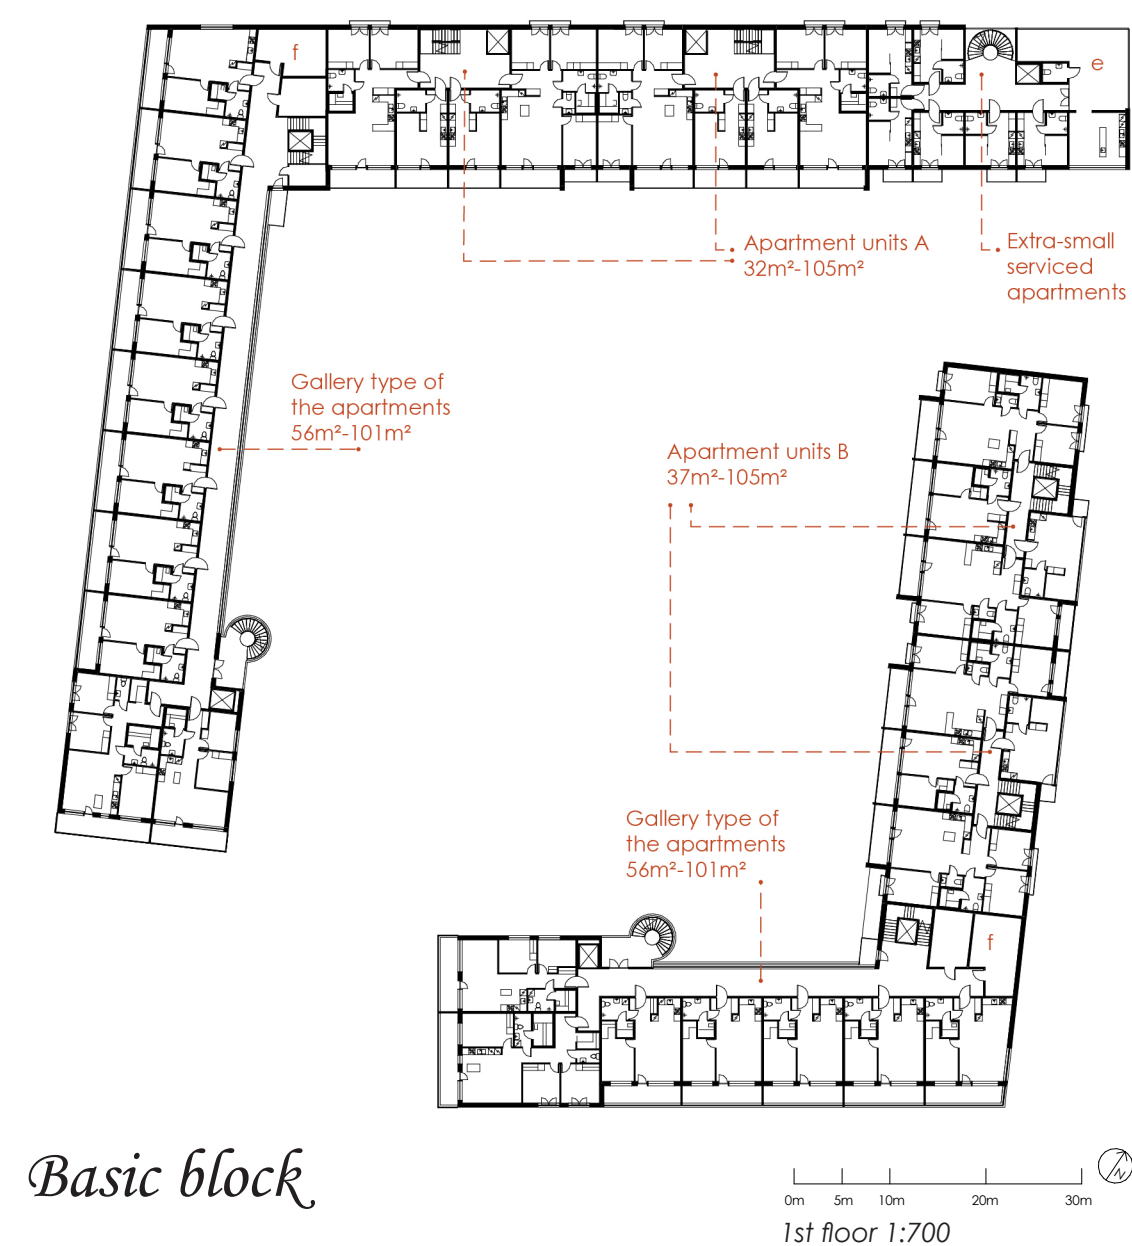 f
e
Apartment units A
32m²-105m²
Extra-small
serviced
apartments
Gallery type of
the apartments
56m²-101m²
Apartment units B
37m²-105m²
Gallery type of
the apartments
56m²-101m²
f
Basic block
N
0m 5m 10m 20m 30m
1st floor 1:700